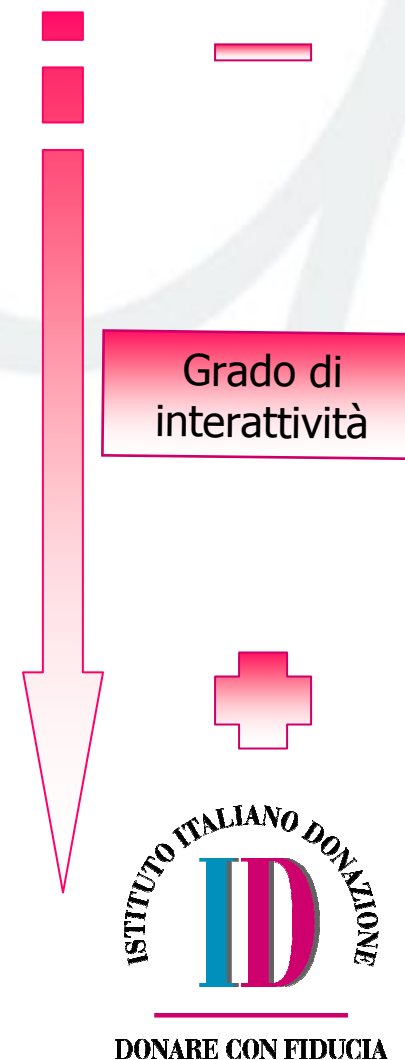 Grado di
interattività
ISTITUTO ITALIANO DONAZIONE
ID
DONARE CON FIDUCIA